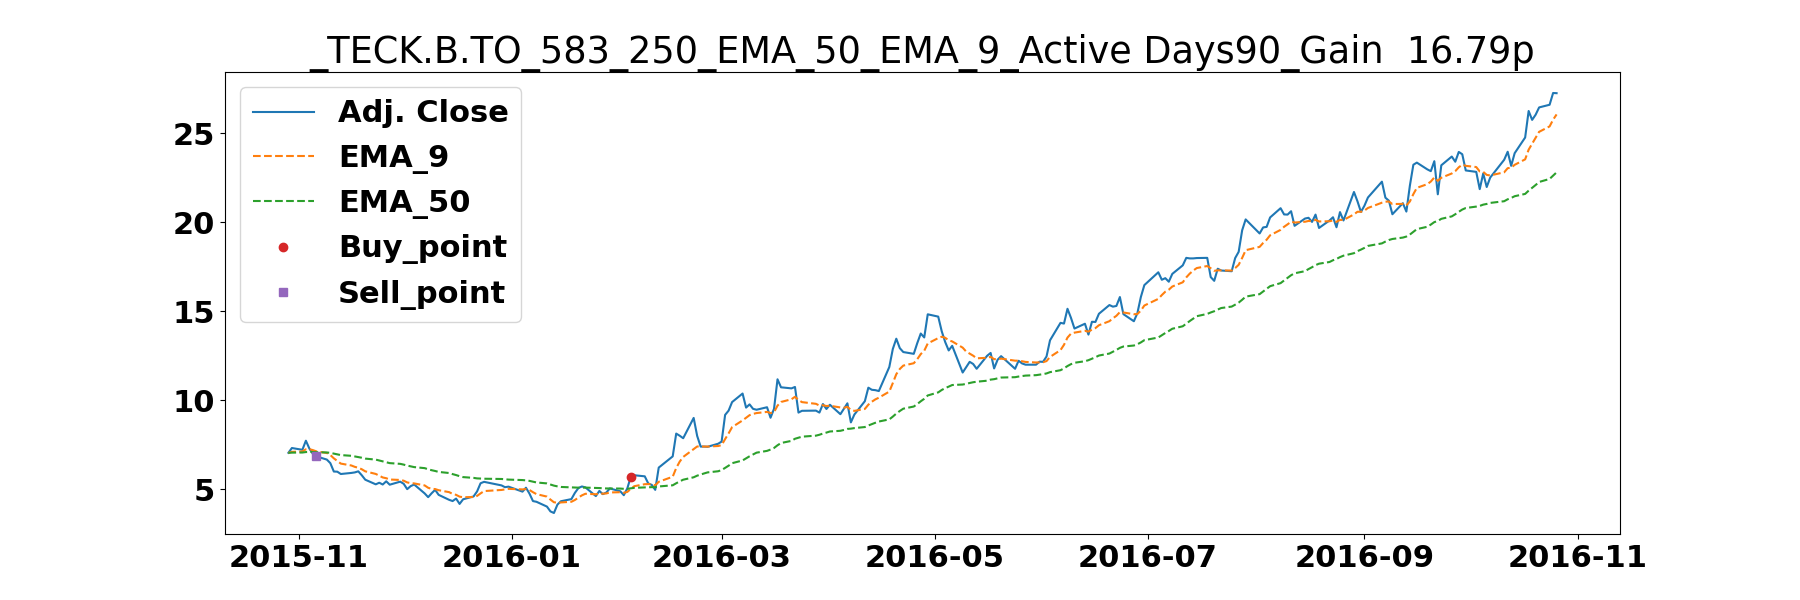 _TECK.B.TO_583_250_EMA_50_EMA_9_Active Days90_Gain  16.79p
Adj. Close
EMA_9
EMA_50
Buy_point
Sell_point
25
20
15
10
5
2015-11 2016-01 2016-03 2016-05 2016-07 2016-09 2016-11